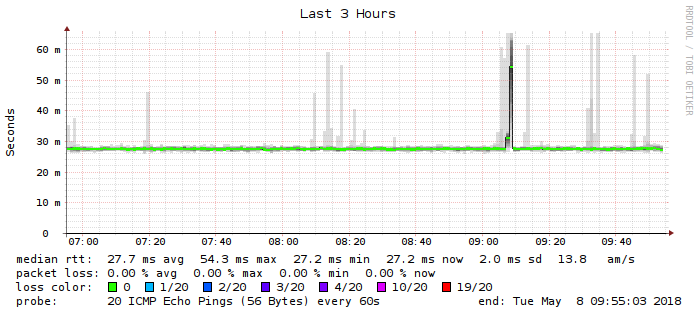 Last 3 Hours
RRDTOOL / TOBI OETIKER
Seconds
60 m
50 m
40 m
30 m
20 m
10 m
0
07:00 07:20 07:40 08:00 08:20 08:40 09:00 09:20 09:40
median rtt: 27.7 ms avg 54.3 ms max 27.2 ms min 27.2 ms now 2.0 ms sd 13.8 am/s
packet loss: 0.00 % avg 0.00 % max 0.00 % min 0.00 % now
loss color: 0 1/20 2/20 3/20 4/20 10/20 19/20
probe: 20 ICMP Echo Pings (56 Bytes) every 60s end: Tue May 8 09:55:03 2018